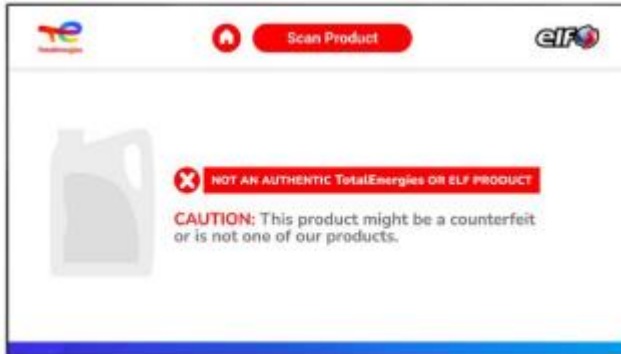 TotalEnergies
Scan Product
elf
NOT AN AUTHENTIC TotalEnergies OR ELF PRODUCT
CAUTION: This product might be a counterfeit
or is not one of our products.